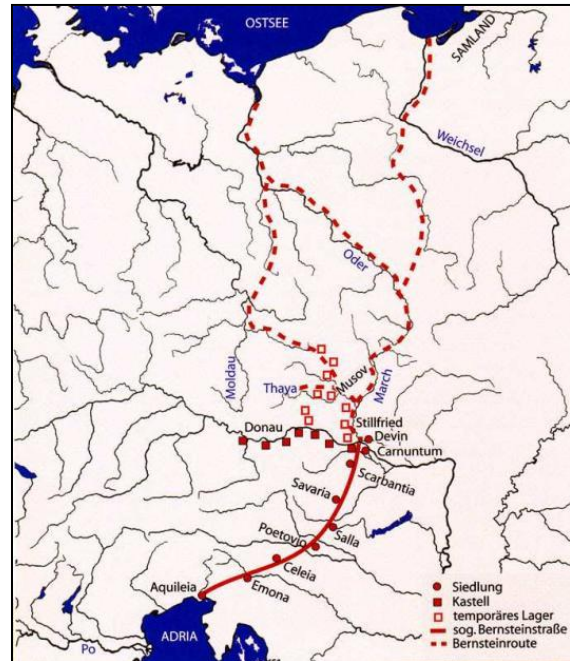 OSTSEE
SAMLAND
Weichsel
Oder
Moldau
Thaya
Musov
March
Donau
Stillfried
Devin
Carnuntum
Scarbantia
Savaria
Salla
Poetovio
Celeia
Emona
Aquileia
ADRIA
Po
Siedlung
Kastell
temporäres Lager
sog. Bernsteinstraße
Bernsteinroute